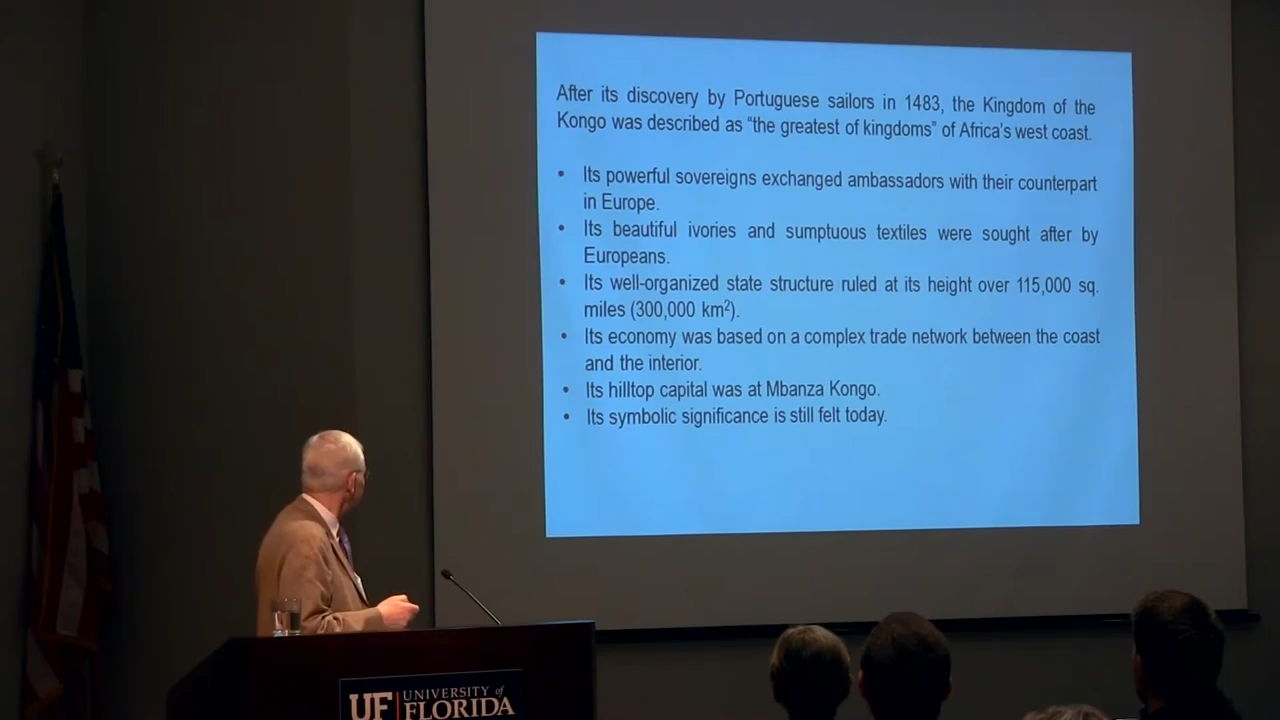 After its discovery by Portuguese sailors in 1483, the Kingdom of the
Kongo was described as “the greatest of kingdoms” of Africa’s west coast.
• Its powerful sovereigns exchanged ambassadors with their counterpart
in Europe.
• Its beautiful ivories and sumptuous textiles were sought after by
Europeans.
• Its well-organized state structure ruled at its height over 115,000 sq.
miles (300,000 km²).
• Its economy was based on a complex trade network between the coast
and the interior.
• Its hilltop capital was at Mbanza Kongo.
• Its symbolic significance is still felt today.
UF UNIVERSITY of
FLORIDA